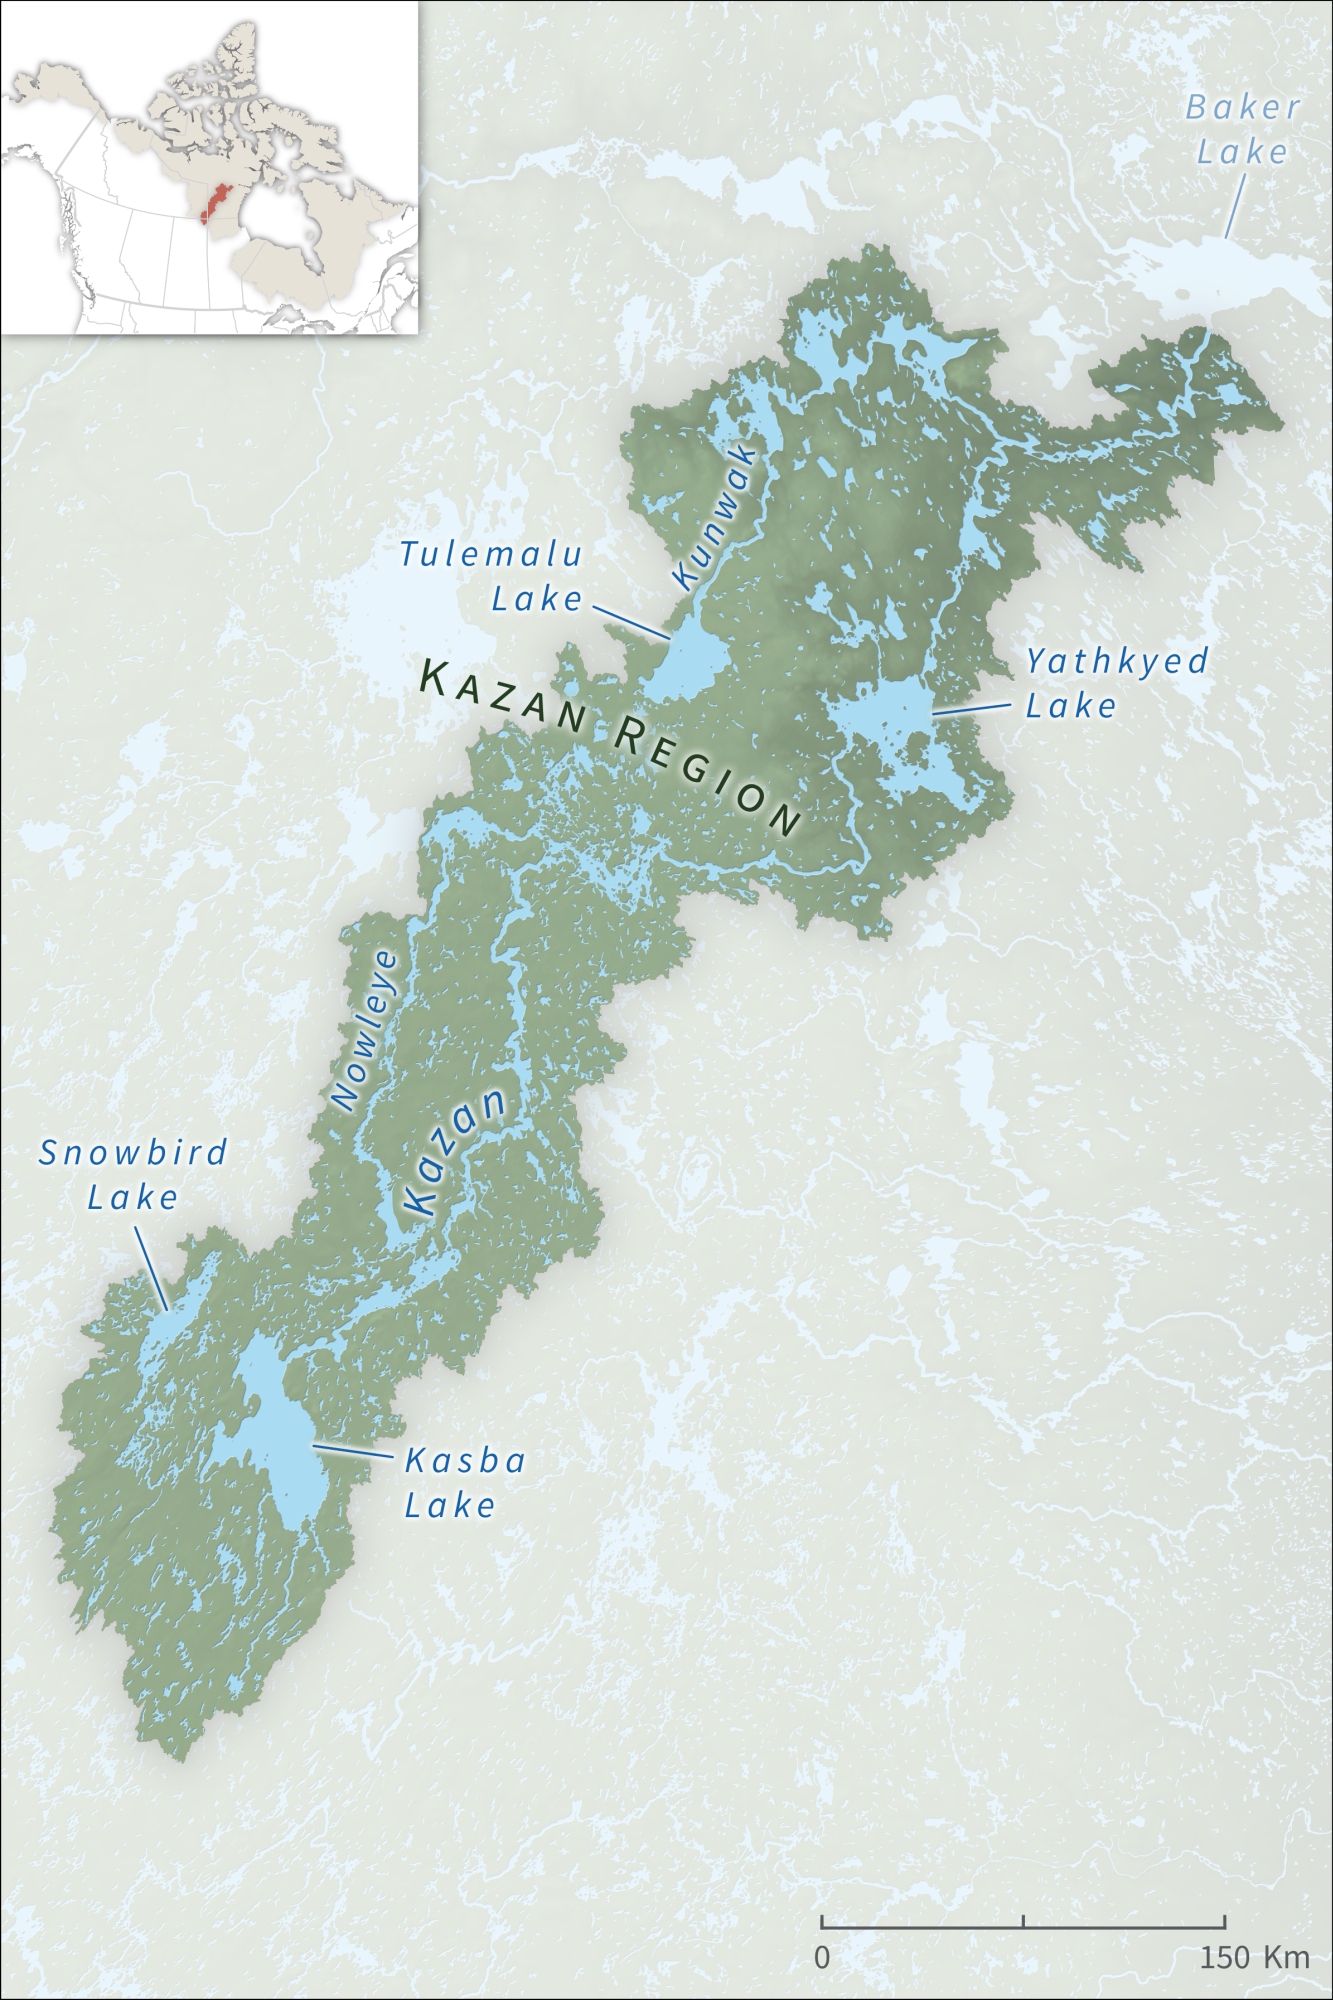 Baker
Lake
Kunwak
Tulemalu
Lake
Yathkyed
Lake
KAZAN REGION
Nowleye
Kazan
Snowbird
Lake
Kasba
Lake
0
150 Km